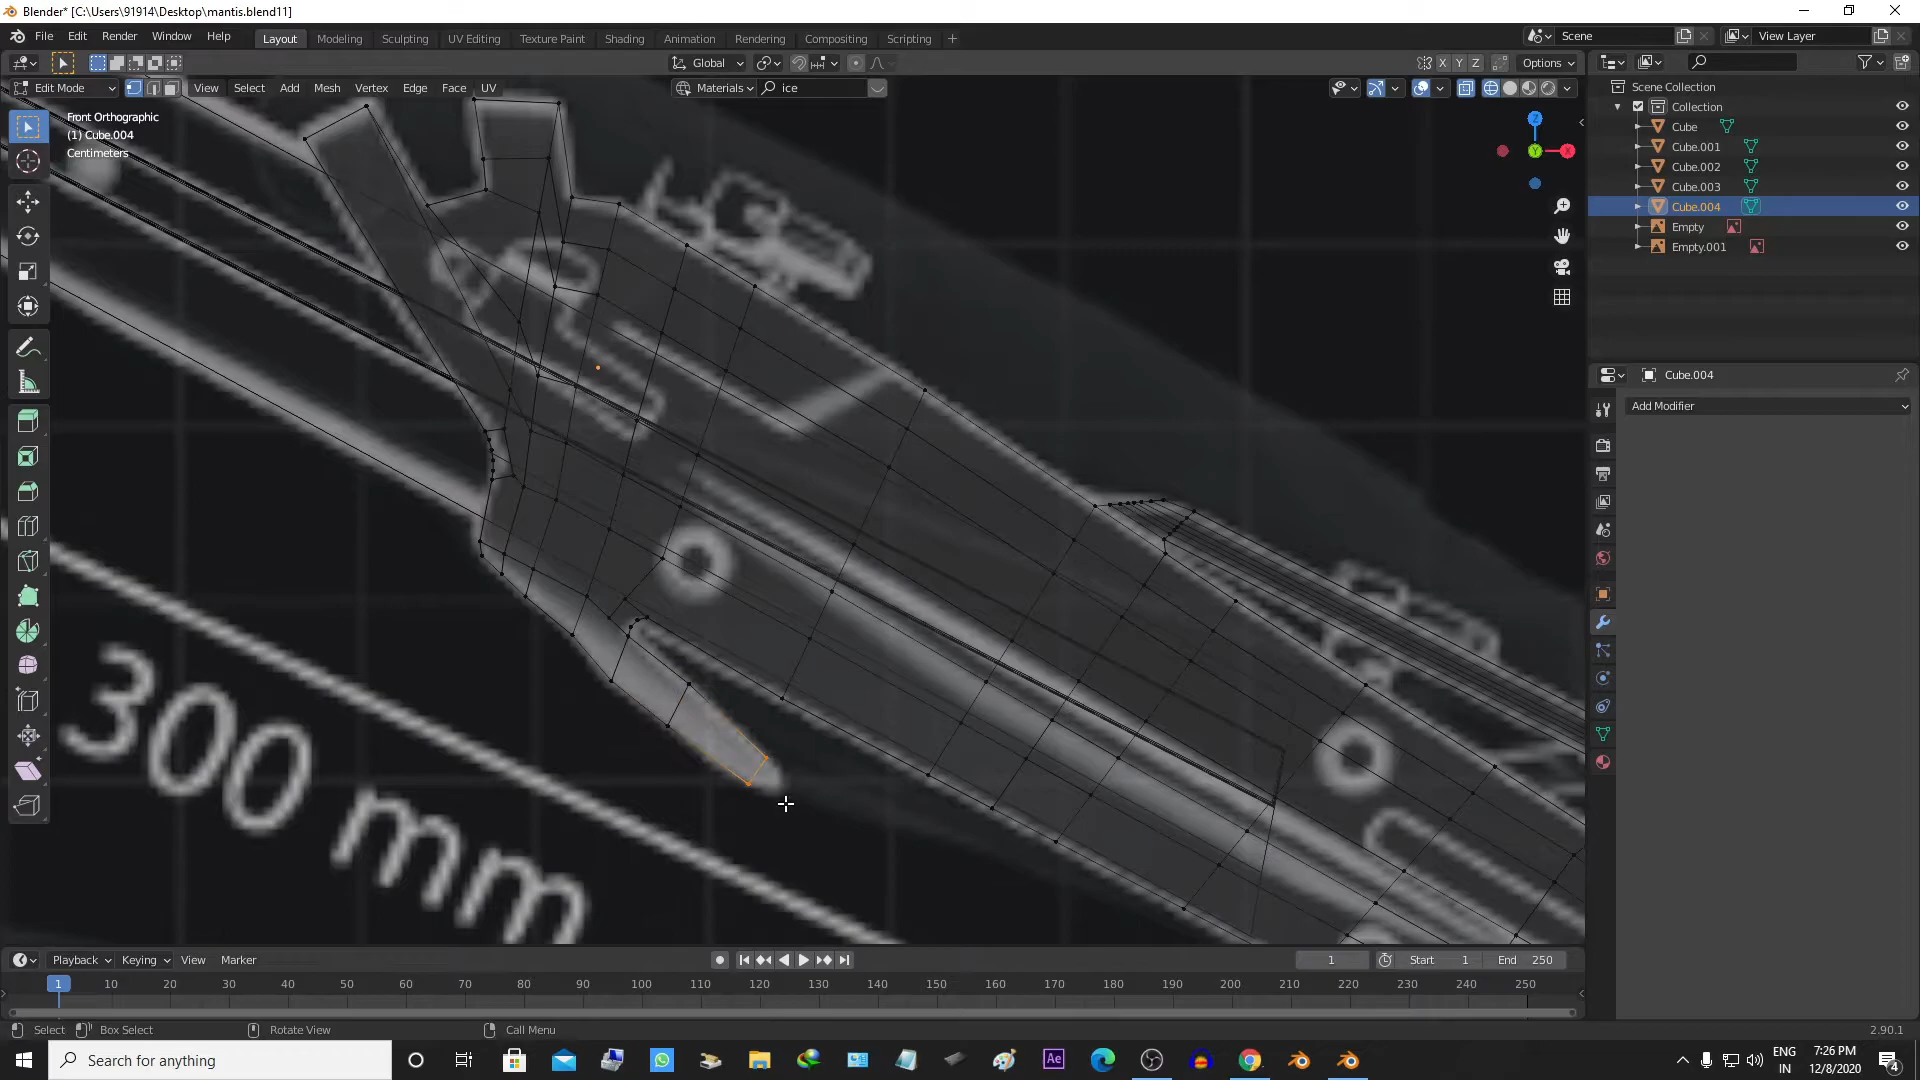 Blender* [C:\Users\91914\Desktop\mantis.blend11]
File Edit Render Window Help
Layout Modeling Sculpting UV Editing Texture Paint Shading Animation Rendering Compositing Scripting
Scene
View Layer
Global
X Y Z
Options
Edit Mode
View Select Add Mesh Vertex Edge Face UV
Materials
ice
Front Orthographic
(1) Cube.004
Centimeters
Z
X
Y
Scene Collection
Collection
Cube
Cube.001
Cube.002
Cube.003
Cube.004
Empty
Empty.001
Cube.004
Add Modifier
300 mm
Playback Keying View Marker
1
Start 1
End 250
1 10 20 30 40 50 60 70 80 90 100 110 120 130 140 150 160 170 180 190 200 210 220 230 240 250
Select
Box Select
Rotate View
Call Menu
2.90.1
Search for anything
Ae
ENG
IN
7:26 PM
12/8/2020
4